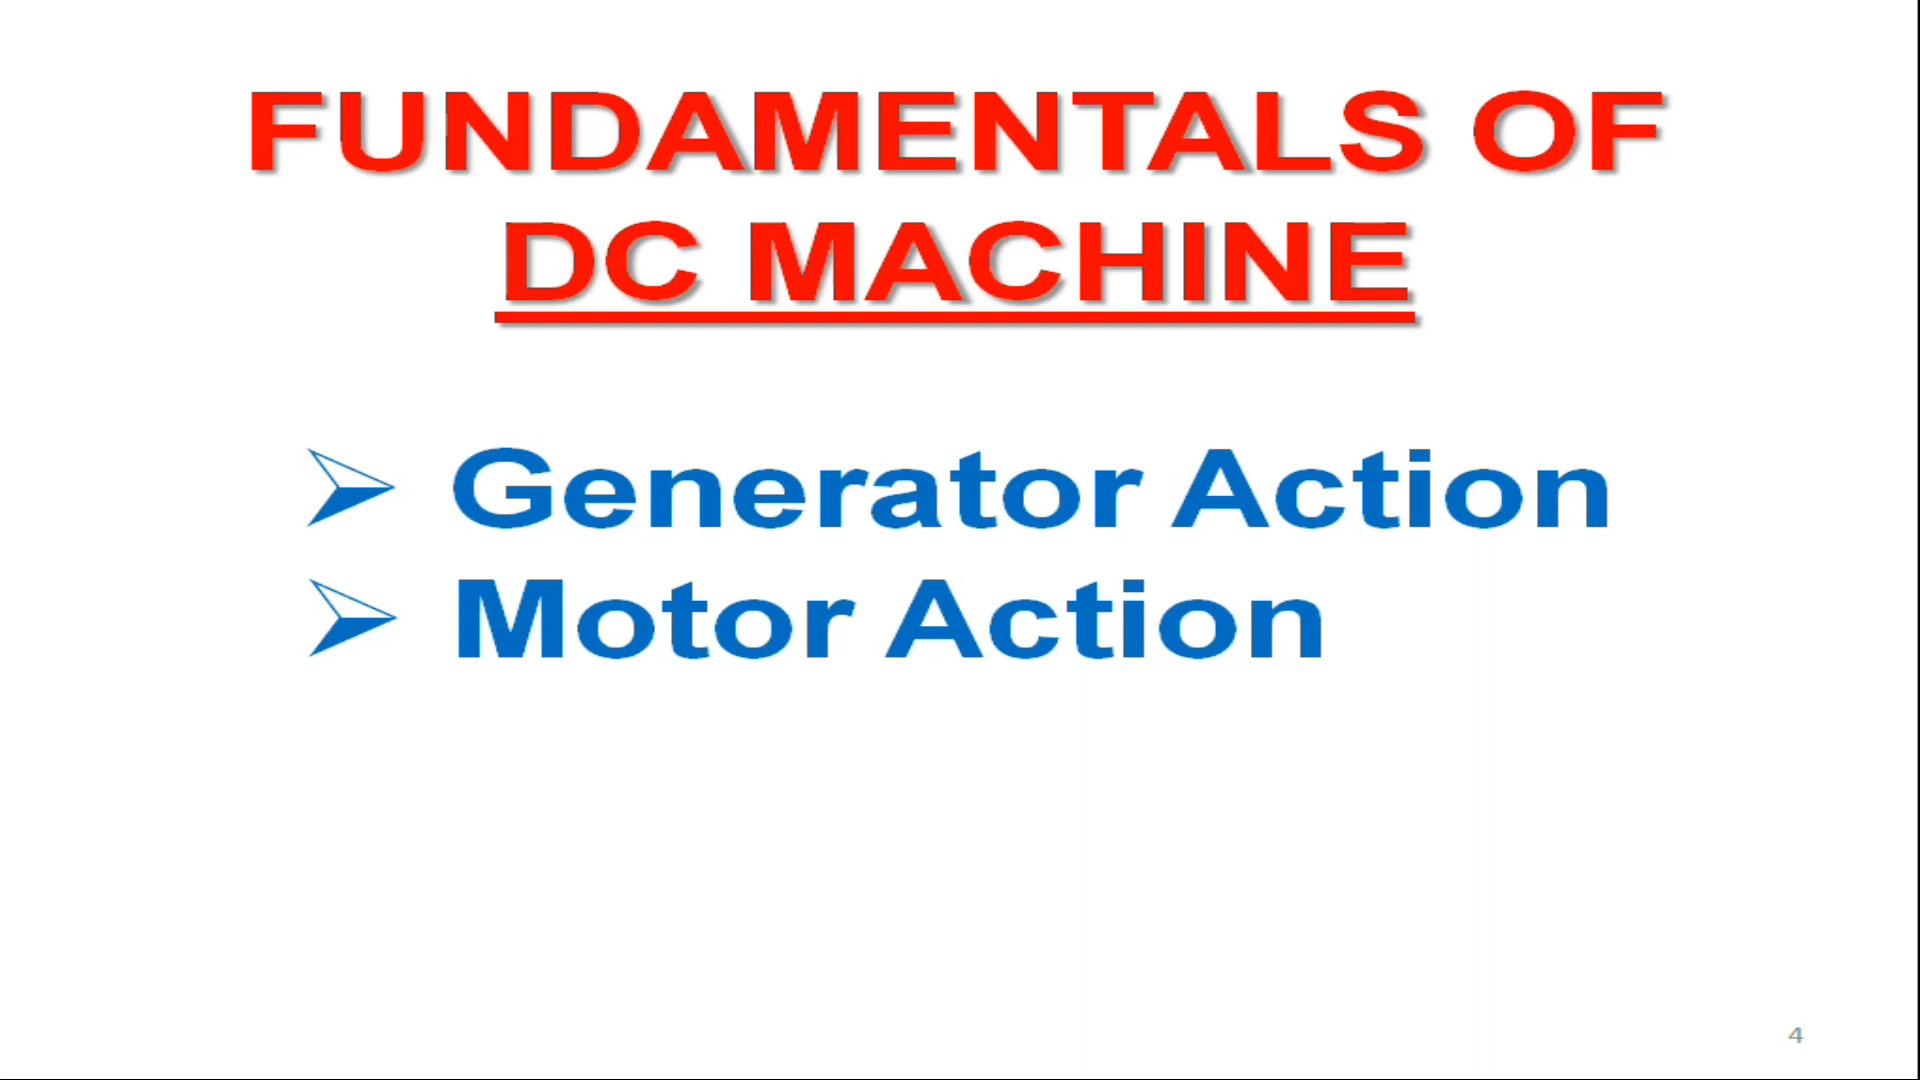 FUNDAMENTALS OF
DC MACHINE
➢ Generator Action
➢ Motor Action
4